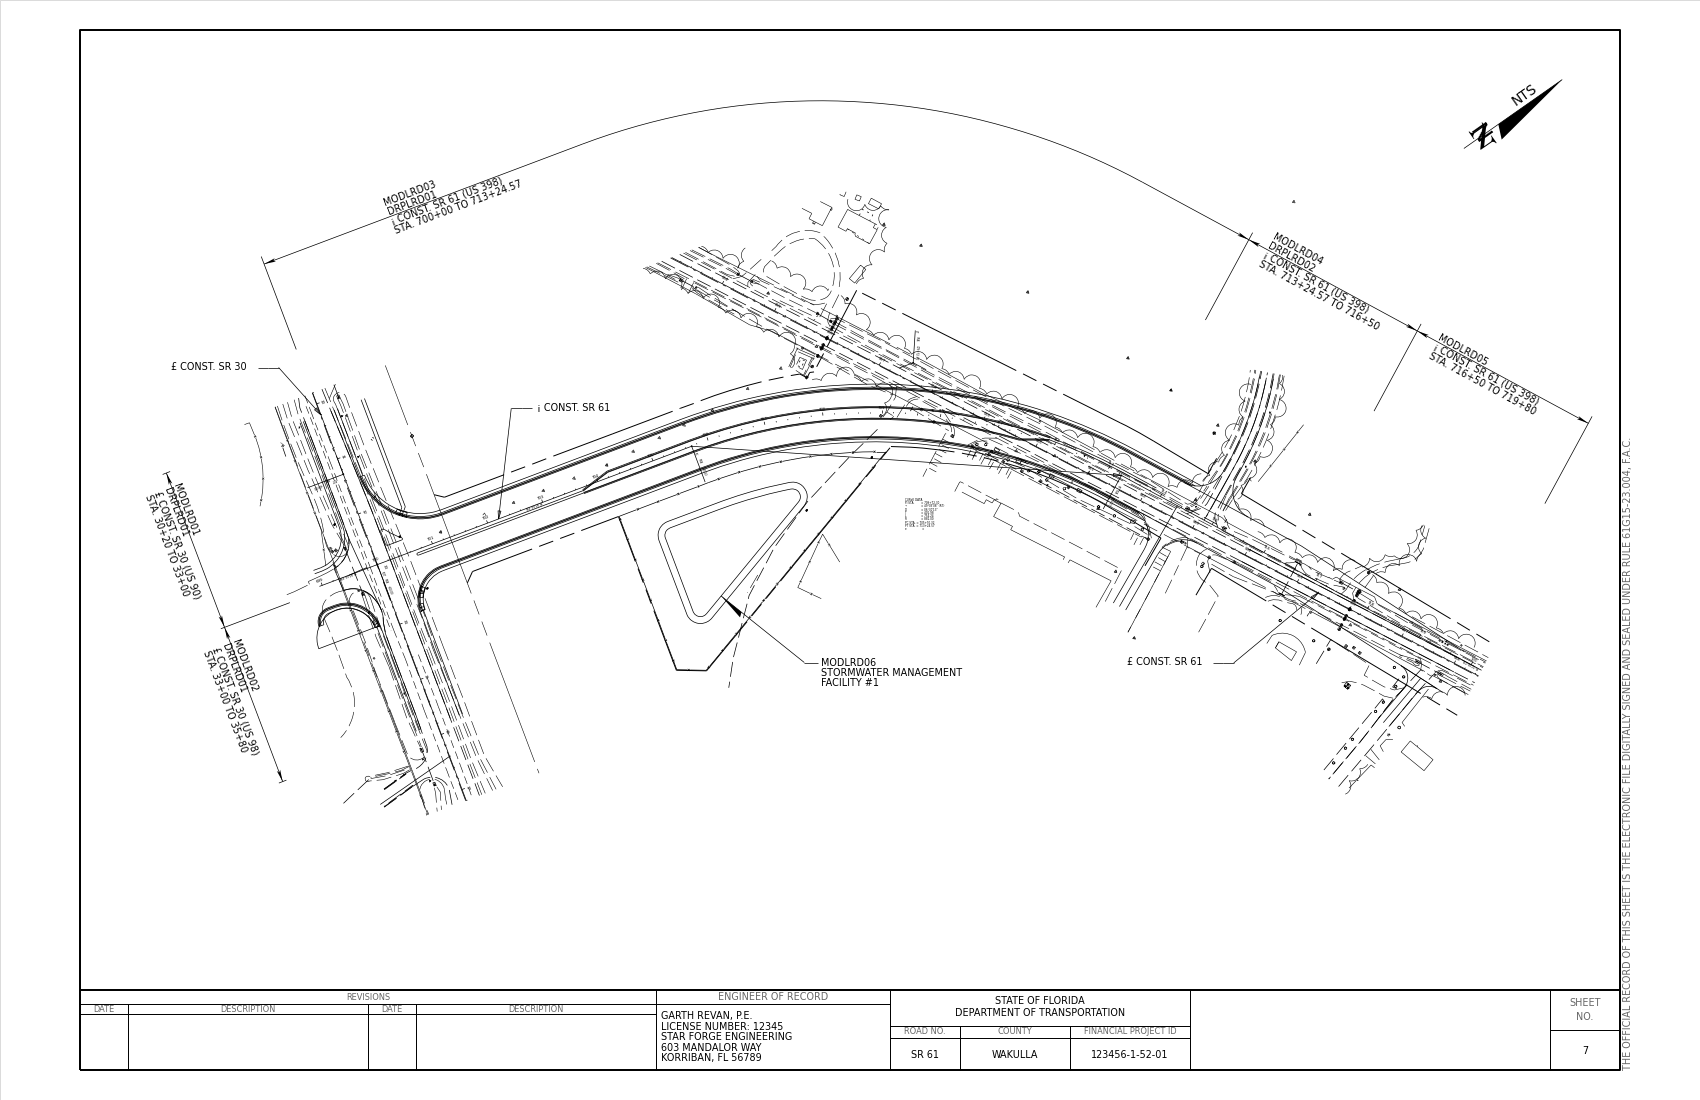 NTS
N
MODLRD03
DRPLRD01
¡ CONST. SR 61 (US 398)
STA. 700+00 TO 713+24.57
MODLRD04
DRPLRD02
¡ CONST. SR 61 (US 398)
STA. 713+24.57 TO 716+50
MODLRD05
¡ CONST. SR 61 (US 398)
STA. 716+50 TO 719+80
£ CONST. SR 30
¡ CONST. SR 61
MODLRD01
DRPLRD01
£ CONST. SR 30 (US 90)
STA. 30+20 TO 33+00
MODLRD02
DRPLRD01
£ CONST. SR 30 (US 98)
STA. 33+00 TO 35+80
MODLRD06
STORMWATER MANAGEMENT
FACILITY #1
£ CONST. SR 61
THE OFFICIAL RECORD OF THIS SHEET IS THE ELECTRONIC FILE DIGITALLY SIGNED AND SEALED UNDER RULE 61G15-23.004, F.A.C.
REVISIONS
DATE DESCRIPTION DATE DESCRIPTION
ENGINEER OF RECORD
GARTH REVAN, P.E.
LICENSE NUMBER: 12345
STAR FORGE ENGINEERING
603 MANDALOR WAY
KORRIBAN, FL 56789
STATE OF FLORIDA
DEPARTMENT OF TRANSPORTATION
ROAD NO. COUNTY FINANCIAL PROJECT ID
SR 61 WAKULLA 123456-1-52-01
SHEET
NO.
7